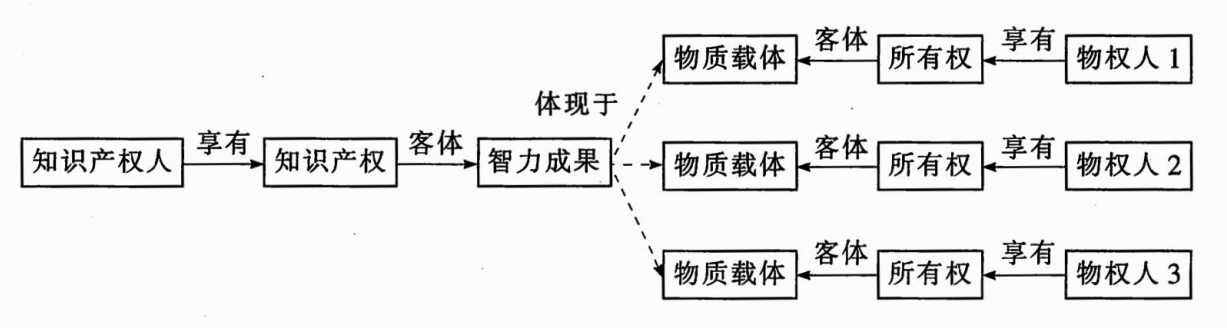 物质载体 客体 所有权 享有 物权人1
体现于
知识产权人 享有 知识产权 客体 智力成果 物质载体 客体 所有权 享有 物权人2
物质载体 客体 所有权 享有 物权人3